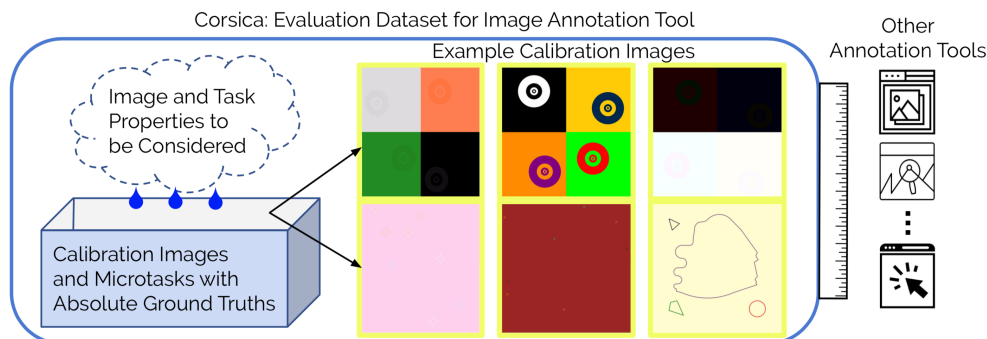 Corsica: Evaluation Dataset for Image Annotation Tool
Example Calibration Images
Other
Annotation Tools
Image and Task
Properties to
be Considered
Calibration Images
and Microtasks with
Absolute Ground Truths